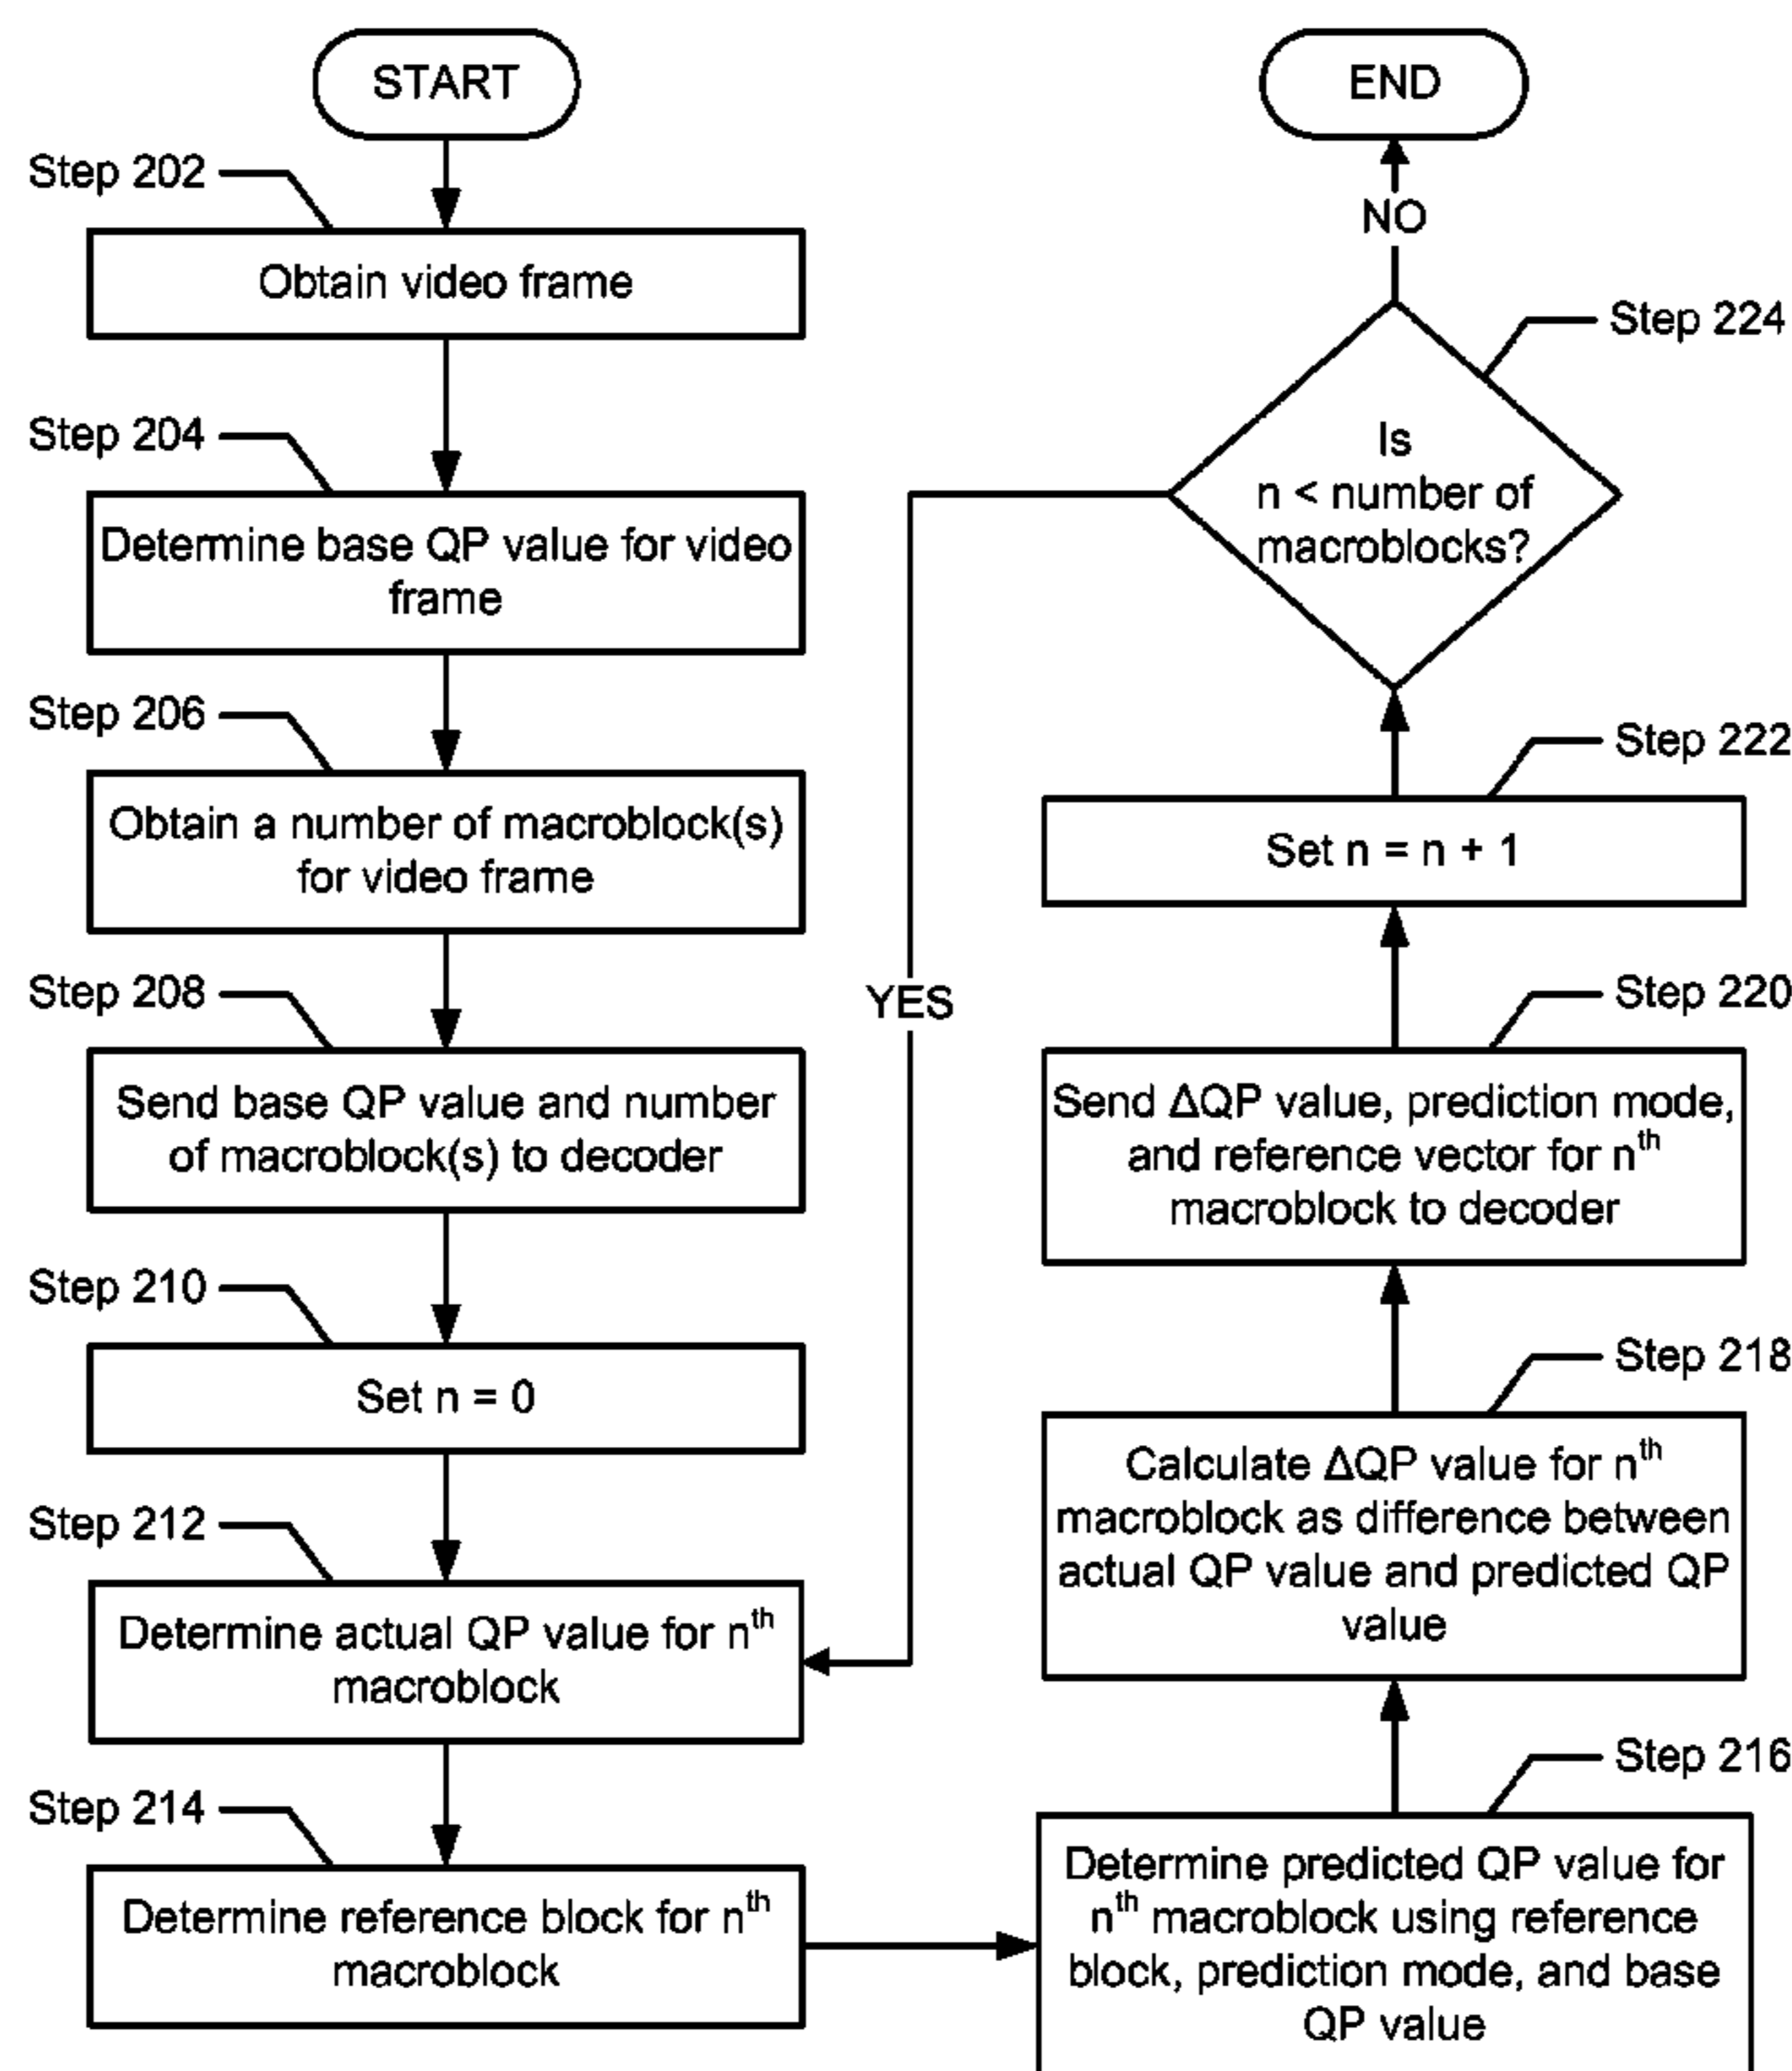 START
Step 202
Obtain video frame
Step 204
Determine base QP value for video
frame
Step 206
Obtain a number of macroblock(s)
for video frame
Step 208
Send base QP value and number
of macroblock(s) to decoder
Step 210
Set n = 0
Step 212
Determine actual QP value for nth
macroblock
Step 214
Determine reference block for nth
macroblock
Step 216
Determine predicted QP value for
nth macroblock using reference
block, prediction mode, and base
QP value
Step 218
Calculate ΔQP value for nth
macroblock as difference between
actual QP value and predicted QP
value
Step 220
Send ΔQP value, prediction mode,
and reference vector for nth
macroblock to decoder
Step 222
Set n = n + 1
Step 224
Is
n < number of
macroblocks?
YES
NO
END